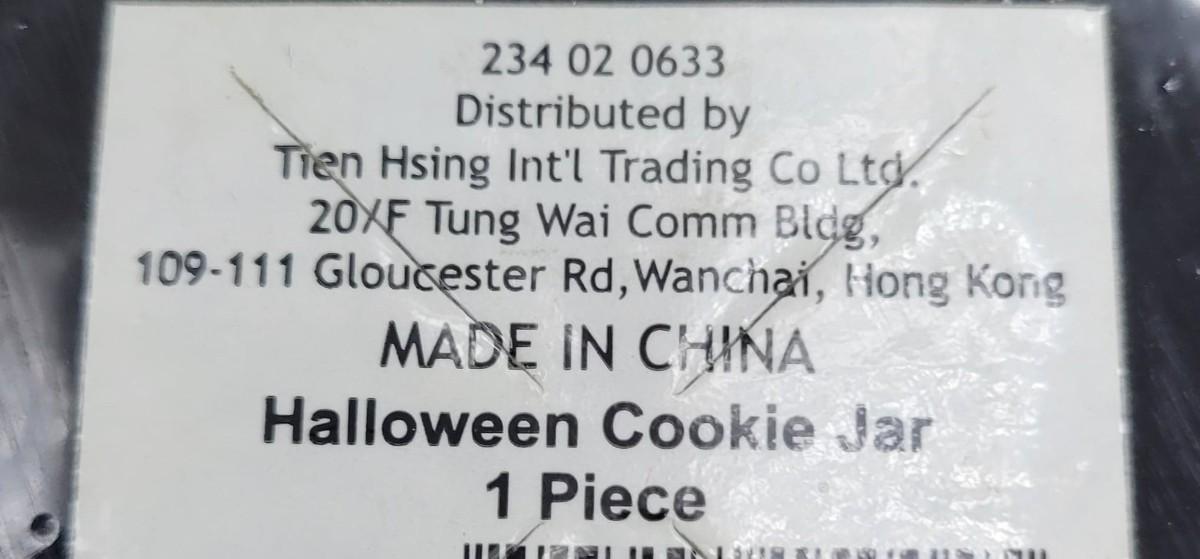 234 02 0633
Distributed by
Tien Hsing Int'l Trading Co Ltd.
20/F Tung Wai Comm Bldg,
109-111 Gloucester Rd, Wanchai, Hong Kong
MADE IN CHINA
Halloween Cookie Jar
1 Piece